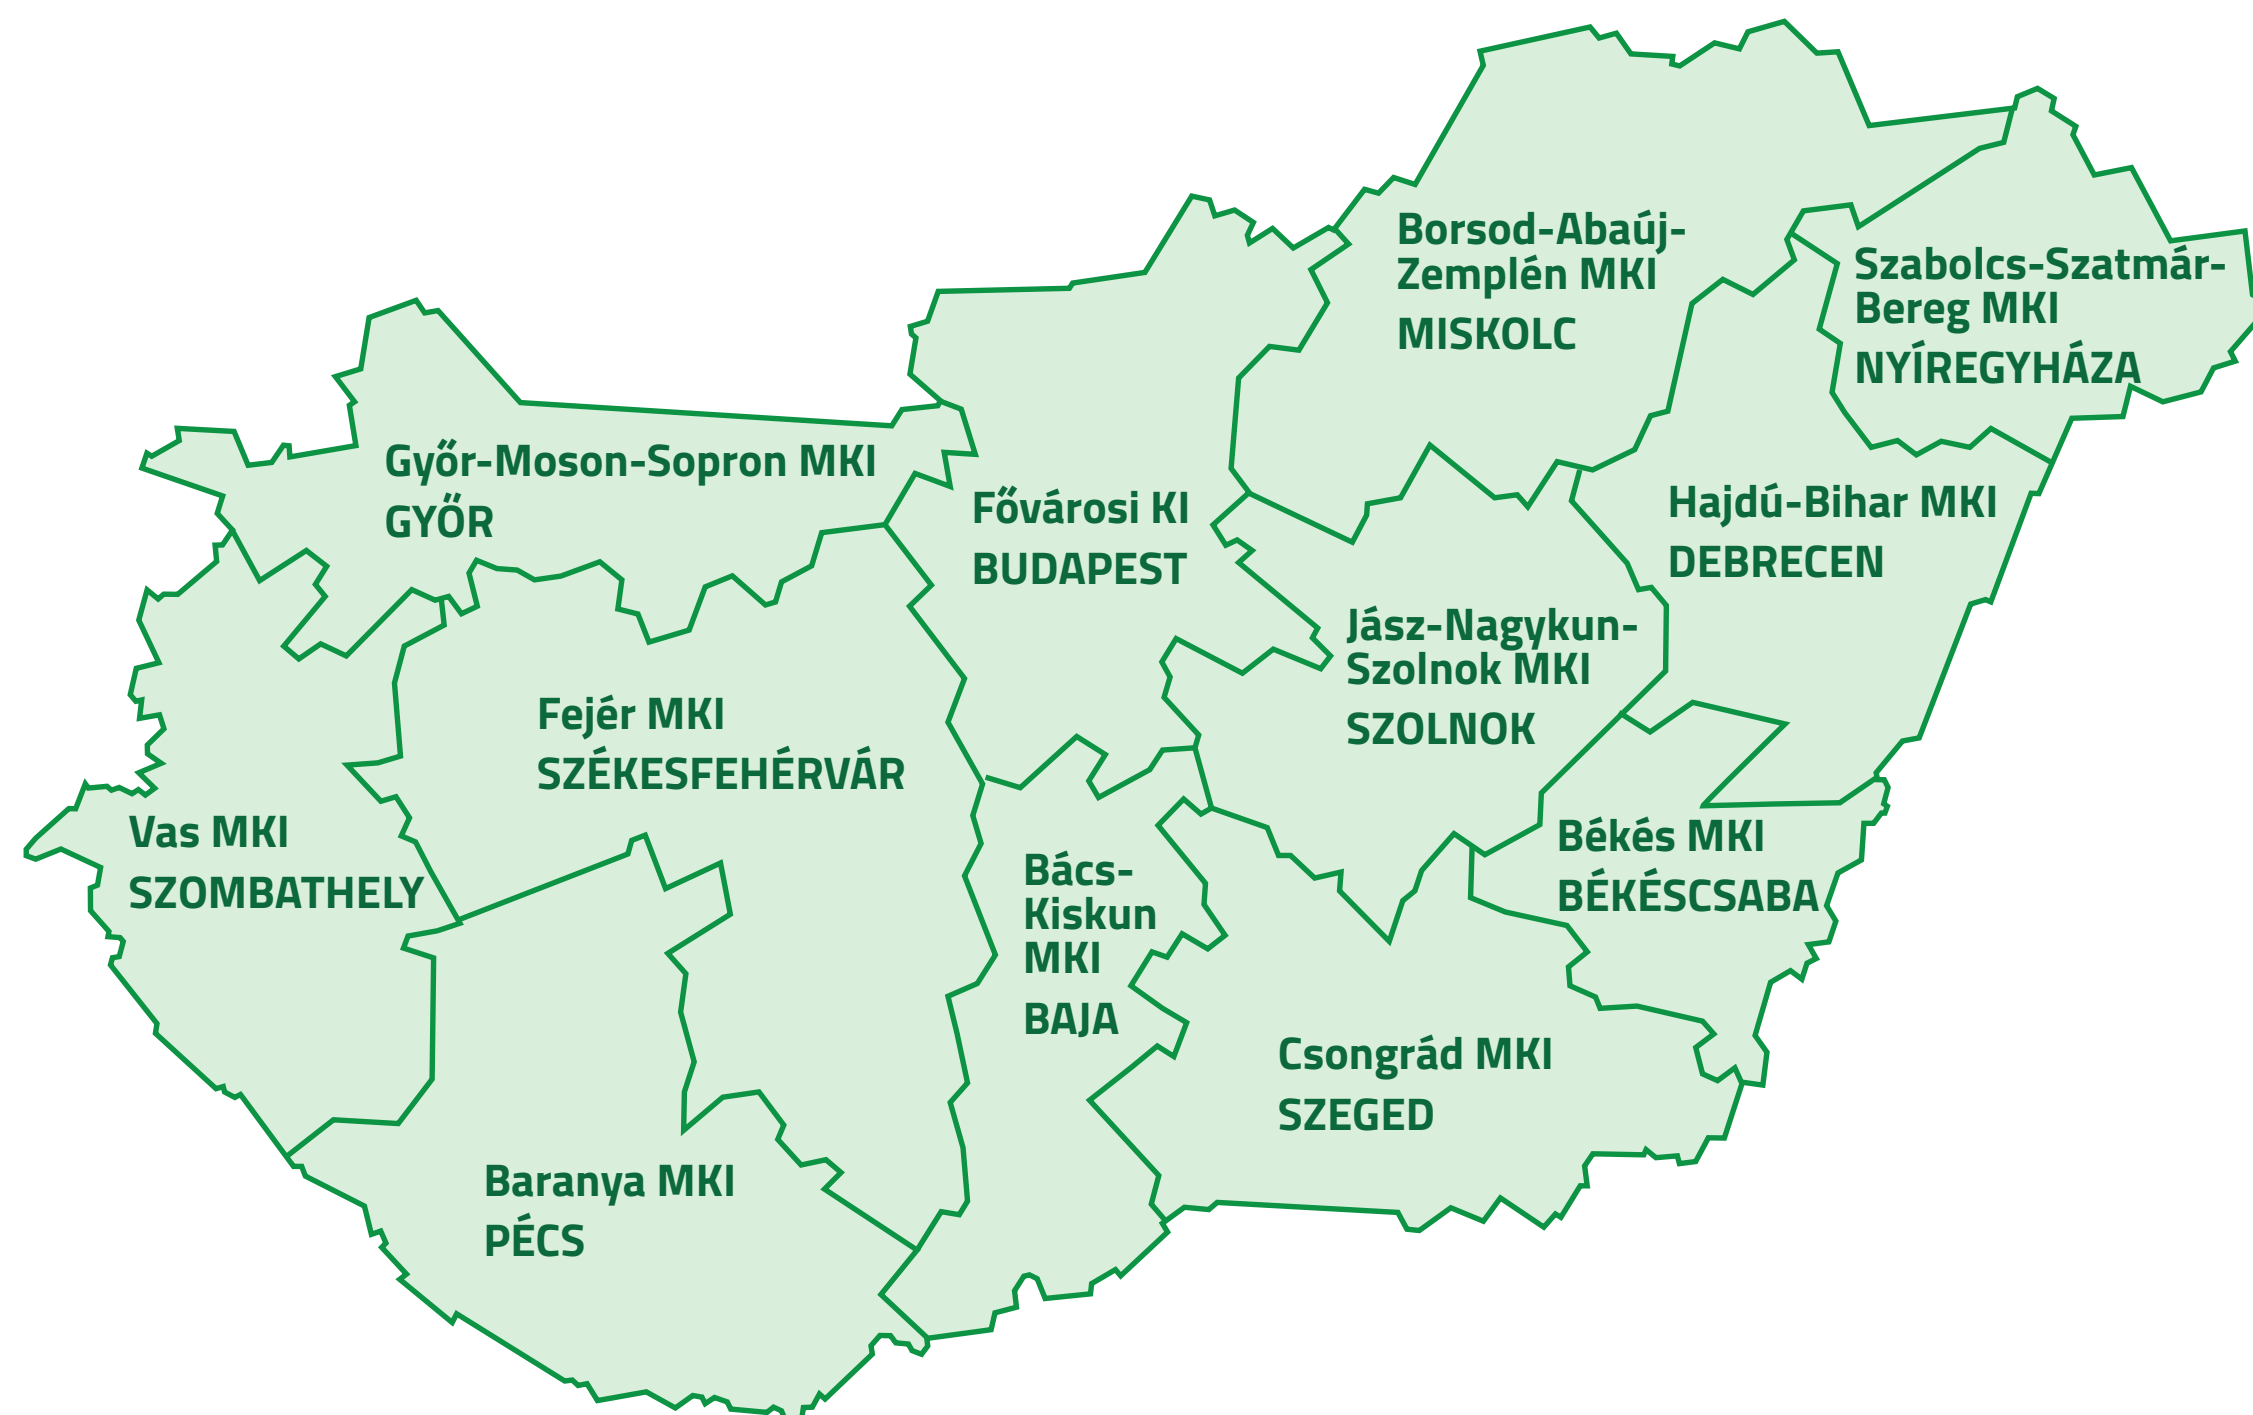 Borsod-Abaúj-
Zemplén MKI
MISKOLC
Szabolcs-Szatmár-
Bereg MKI
NYÍREGYHÁZA
Győr-Moson-Sopron MKI
GYŐR
Fővárosi KI
BUDAPEST
Hajdú-Bihar MKI
DEBRECEN
Jász-Nagykun-
Szolnok MKI
SZOLNOK
Fejér MKI
SZÉKESFEHÉRVÁR
Vas MKI
SZOMBATHELY
Bács-
Kiskun
MKI
BAJA
Békés MKI
BÉKÉSCSABA
Csongrád MKI
SZEGED
Baranya MKI
PÉCS